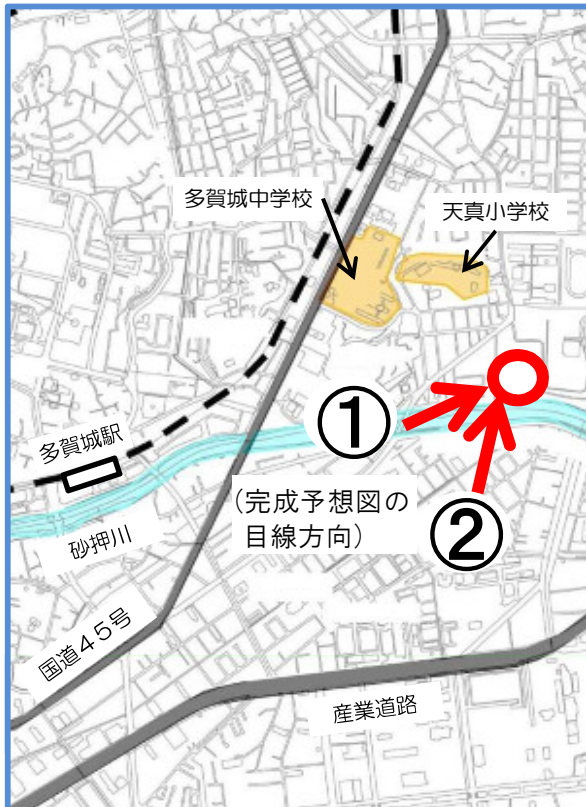 多賀城中学校
天真小学校
①
多賀城駅
(完成予想図の
目線方向)
②
砂押川
国道45号
産業道路